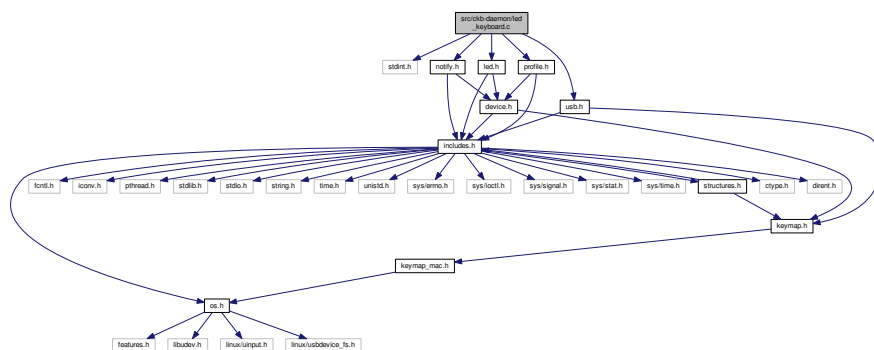 src/ckb-daemon/led
_keyboard.c
stdint.h
notify.h
led.h
profile.h
device.h
usb.h
includes.h
fcntl.h
iconv.h
pthread.h
stdlib.h
stdio.h
string.h
time.h
unistd.h
sys/errno.h
sys/ioctl.h
sys/signal.h
sys/stat.h
sys/time.h
structures.h
ctype.h
dirent.h
keymap.h
keymap_mac.h
os.h
features.h
libudev.h
linux/uinput.h
linux/usbdevice_fs.h